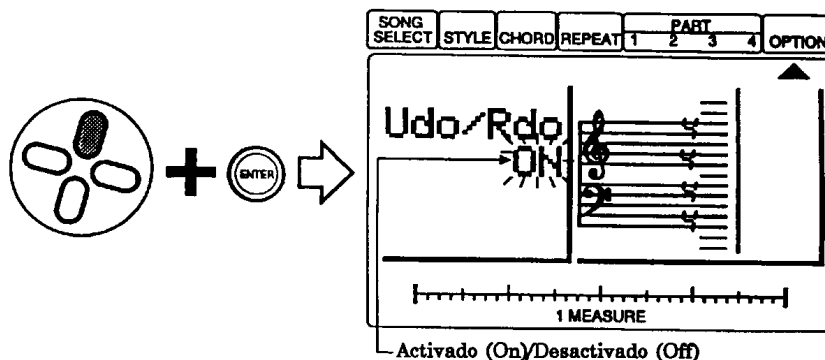 SONG SELECT STYLE CHORD REPEAT PART 1 2 3 4 OPTION
Udo/Rdo
ON
ENTER
1 MEASURE
Activado (On)/Desactivado (Off)